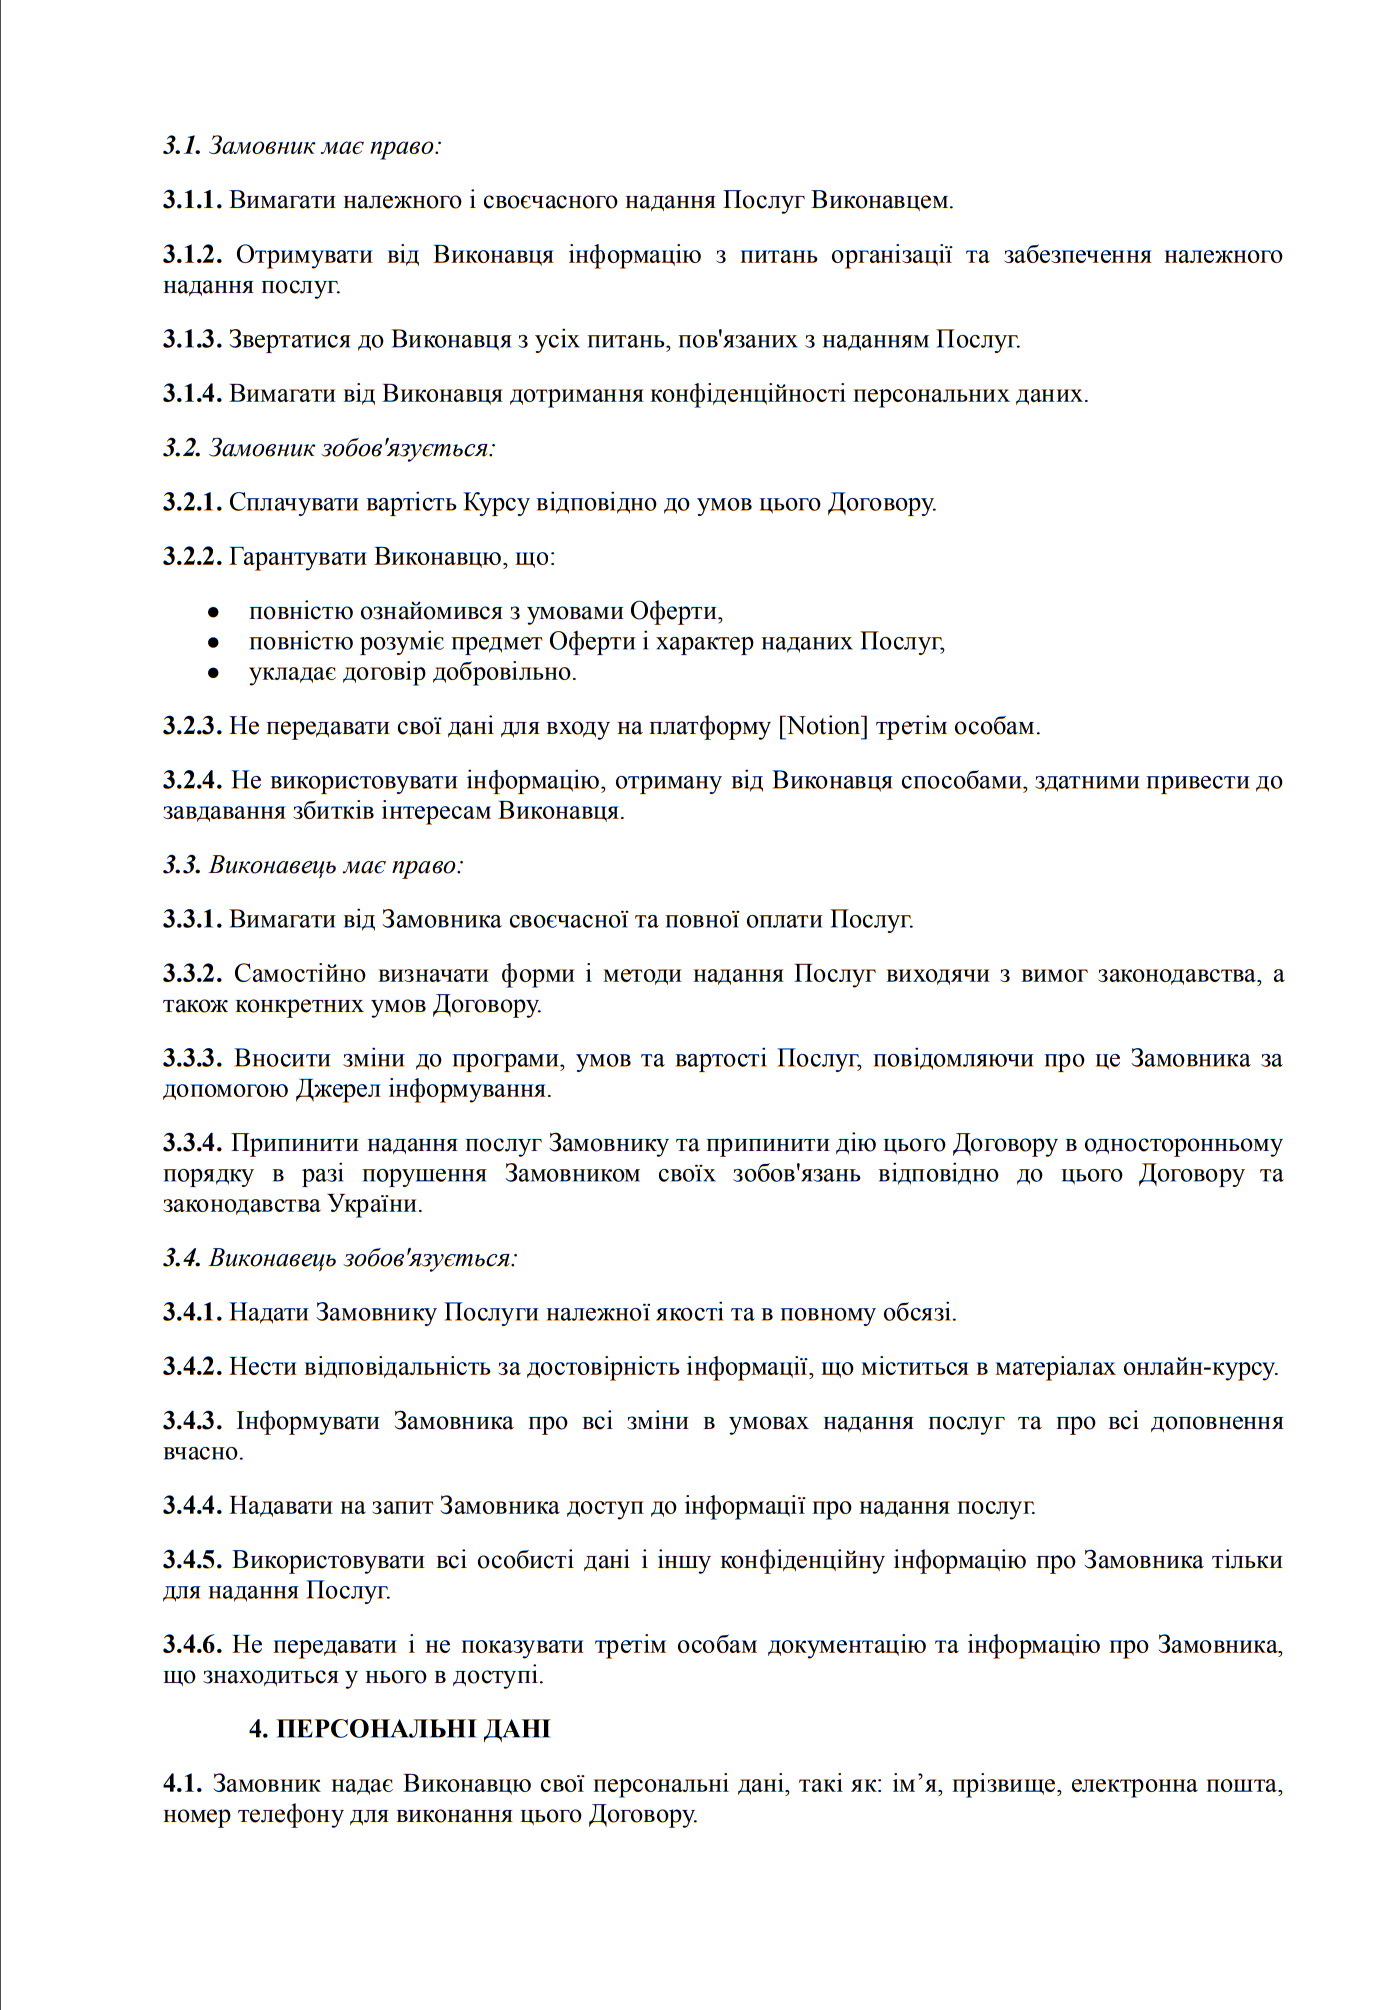 3.1. Замовник має право:
3.1.1. Вимагати належного і своєчасного надання Послуг Виконавцем.
3.1.2. Отримувати від Виконавця інформацію з питань організації та забезпечення належного
надання послуг.
3.1.3. Звертатися до Виконавця з усіх питань, пов'язаних з наданням Послуг.
3.1.4. Вимагати від Виконавця дотримання конфіденційності персональних даних.
3.2. Замовник зобов'язується:
3.2.1. Сплачувати вартість Курсу відповідно до умов цього Договору.
3.2.2. Гарантувати Виконавцю, що:
● повністю ознайомився з умовами Оферти,
● повністю розуміє предмет Оферти і характер наданих Послуг,
● укладає договір добровільно.
3.2.3. Не передавати свої дані для входу на платформу [Notion] третім особам.
3.2.4. Не використовувати інформацію, отриману від Виконавця способами, здатними привести до
завдавання збитків інтересам Виконавця.
3.3. Виконавець має право:
3.3.1. Вимагати від Замовника своєчасної та повної оплати Послуг.
3.3.2. Самостійно визначати форми і методи надання Послуг виходячи з вимог законодавства, а
також конкретних умов Договору.
3.3.3. Вносити зміни до програми, умов та вартості Послуг, повідомляючи про це Замовника за
допомогою Джерел інформування.
3.3.4. Припинити надання послуг Замовнику та припинити дію цього Договору в односторонньому
порядку в разі порушення Замовником своїх зобов'язань відповідно до цього Договору та
законодавства України.
3.4. Виконавець зобов'язується:
3.4.1. Надати Замовнику Послуги належної якості та в повному обсязі.
3.4.2. Нести відповідальність за достовірність інформації, що міститься в матеріалах онлайн-курсу.
3.4.3. Інформувати Замовника про всі зміни в умовах надання послуг та про всі доповнення
вчасно.
3.4.4. Надавати на запит Замовника доступ до інформації про надання послуг.
3.4.5. Використовувати всі особисті дані і іншу конфіденційну інформацію про Замовника тільки
для надання Послуг.
3.4.6. Не передавати і не показувати третім особам документацію та інформацію про Замовника,
що знаходиться у нього в доступі.
4. ПЕРСОНАЛЬНІ ДАНІ
4.1. Замовник надає Виконавцю свої персональні дані, такі як: ім’я, прізвище, електронна пошта,
номер телефону для виконання цього Договору.